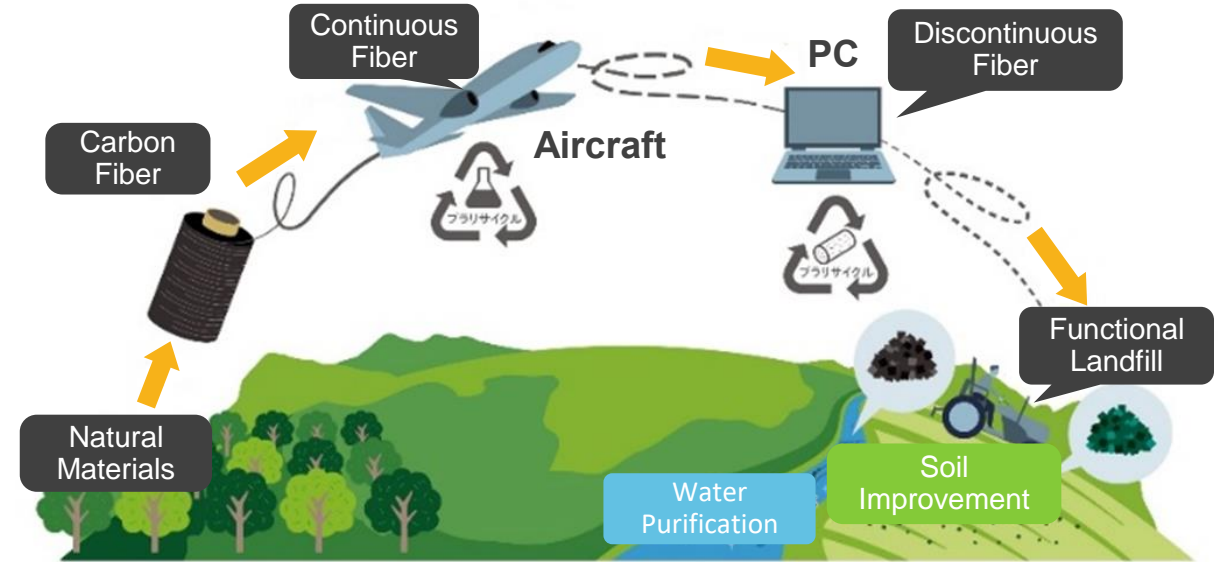 Continuous
Fiber
PC
Discontinuous
Fiber
Carbon
Fiber
Aircraft
プラリサイクル
プラリサイクル
Functional
Landfill
Natural
Materials
Soil
Improvement
Water
Purification